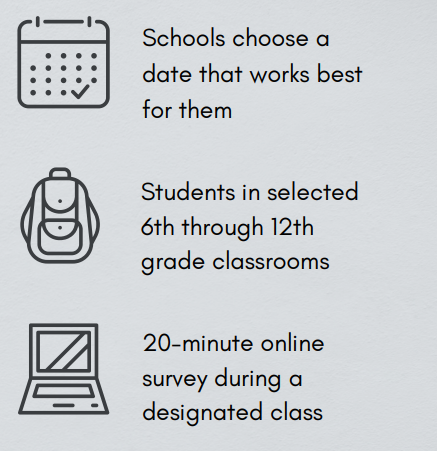 Schools choose a
date that works best
for them
Students in selected
6th through 12th
grade classrooms
20-minute online
survey during a
designated class